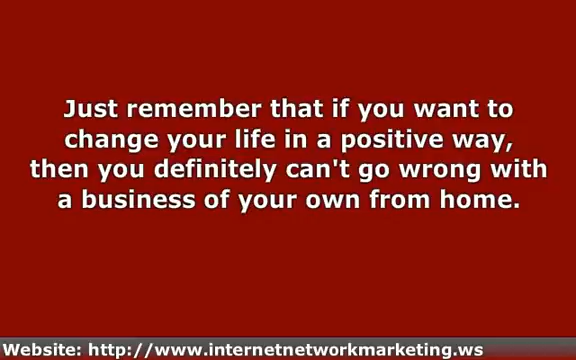 Just remember that if you want to
change your life in a positive way,
then you definitely can't go wrong with
a business of your own from home.
Website: http://www.internetnetworkmarketing.ws